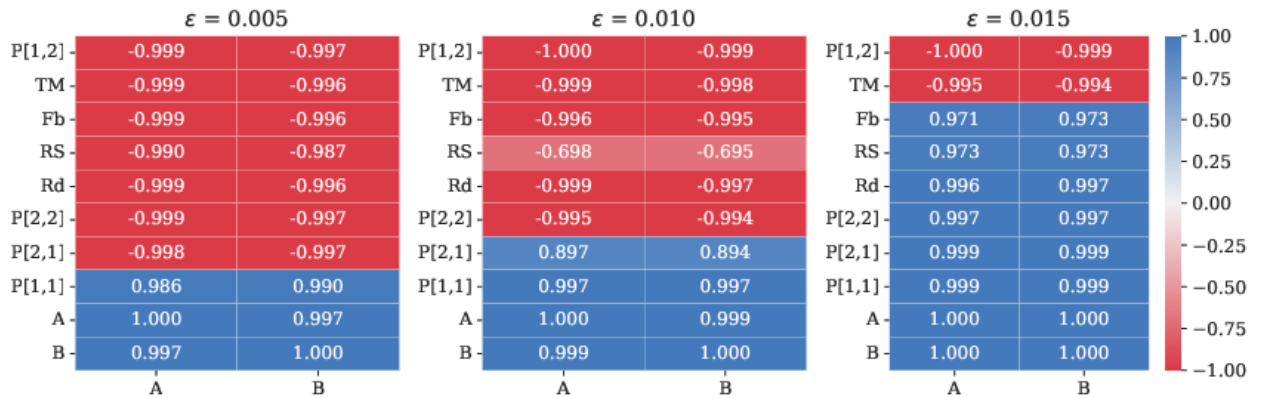 ε = 0.005 ε = 0.010 ε = 0.015
P[1,2] -0.999 -0.997 P[1,2] -1.000 -0.999 P[1,2] -1.000 -0.999 1.00
TM -0.999 -0.996 TM -0.999 -0.998 TM -0.995 -0.994 0.75
Fb -0.999 -0.996 Fb -0.996 -0.995 Fb 0.971 0.973 0.50
RS -0.990 -0.987 RS -0.698 -0.695 RS 0.973 0.973 0.25
Rd -0.999 -0.996 Rd -0.999 -0.997 Rd 0.996 0.997 0.00
P[2,2] -0.999 -0.997 P[2,2] -0.995 -0.994 P[2,2] 0.997 0.997 −0.25
P[2,1] -0.998 -0.997 P[2,1] 0.897 0.894 P[2,1] 0.999 0.999 −0.50
P[1,1] 0.986 0.990 P[1,1] 0.997 0.997 P[1,1] 0.999 0.999
A 1.000 0.997 A 1.000 0.999 A 1.000 1.000 −0.75
B 0.997 1.000 B 0.999 1.000 B 1.000 1.000 −1.00
A B A B A B